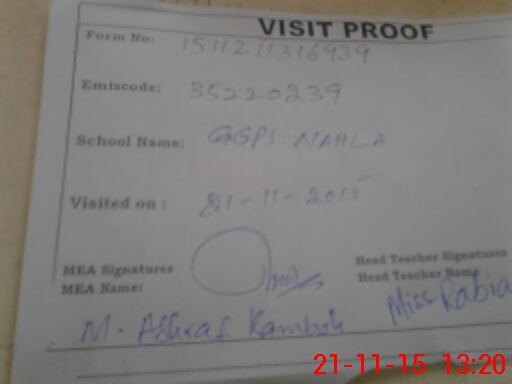 VISIT PROOF
Form No: 1511211316939
Emiscode: 35220239
School Name: GGPS NAHLA
Visited on : 21-11-2015
MEA Signatures Head Teacher Signatures
MEA Name: Head Teacher Name
M. Ashraf Kamboh Miss Rabia
21-11-15 13:20